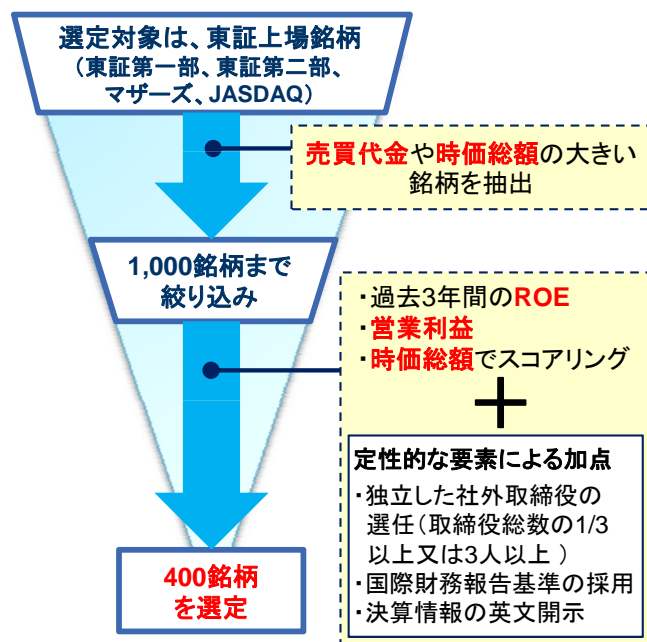 選定対象は、東証上場銘柄
（東証第一部、東証第二部、
マザーズ、JASDAQ）
売買代金や時価総額の大きい
銘柄を抽出
1,000銘柄まで
絞り込み
・過去3年間のROE
・営業利益
・時価総額でスコアリング
＋
定性的な要素による加点
・独立した社外取締役の
選任（取締役総数の1/3
以上又は3人以上 ）
・国際財務報告基準の採用
・決算情報の英文開示
400銘柄
を選定